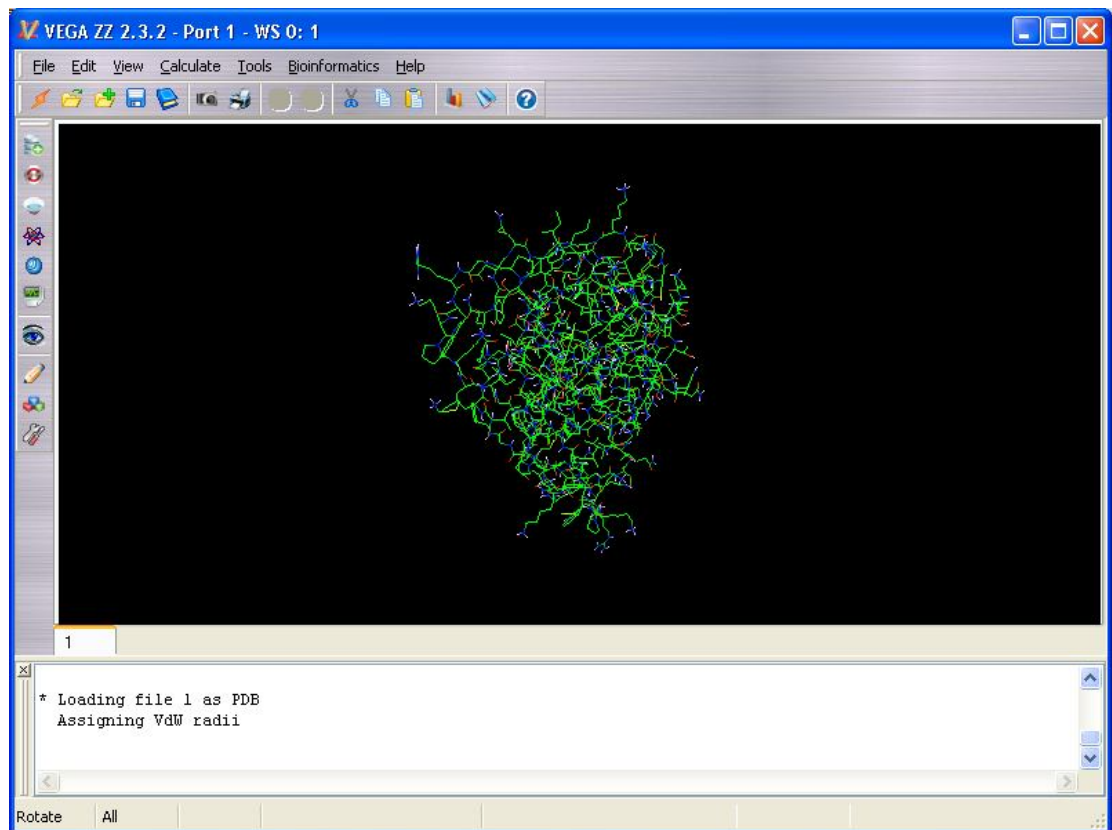 VEGA ZZ 2.3.2 - Port 1 - WS 0: 1
File Edit View Calculate Tools Bioinformatics Help
1
* Loading file 1 as PDB
Assigning VdW radii
Rotate All